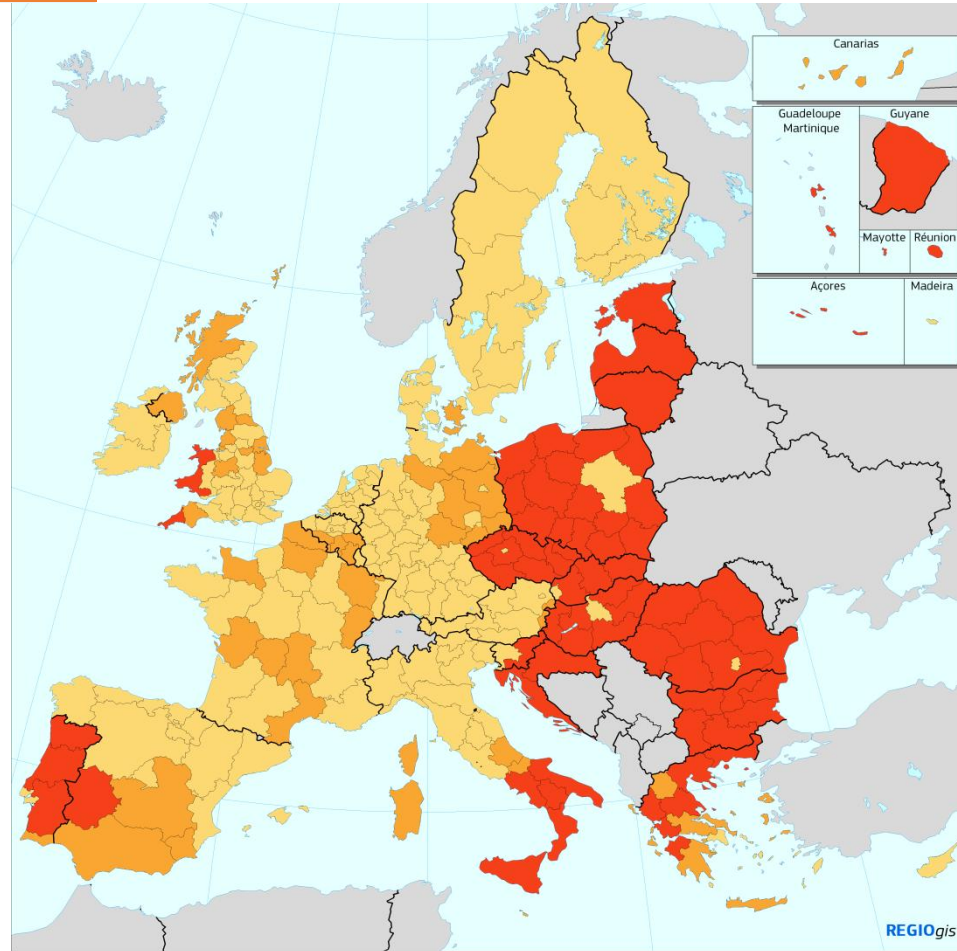 Canarias
Guadeloupe
Martinique
Guyane
Mayotte
Réunion
Açores
Madeira
REGIOgis